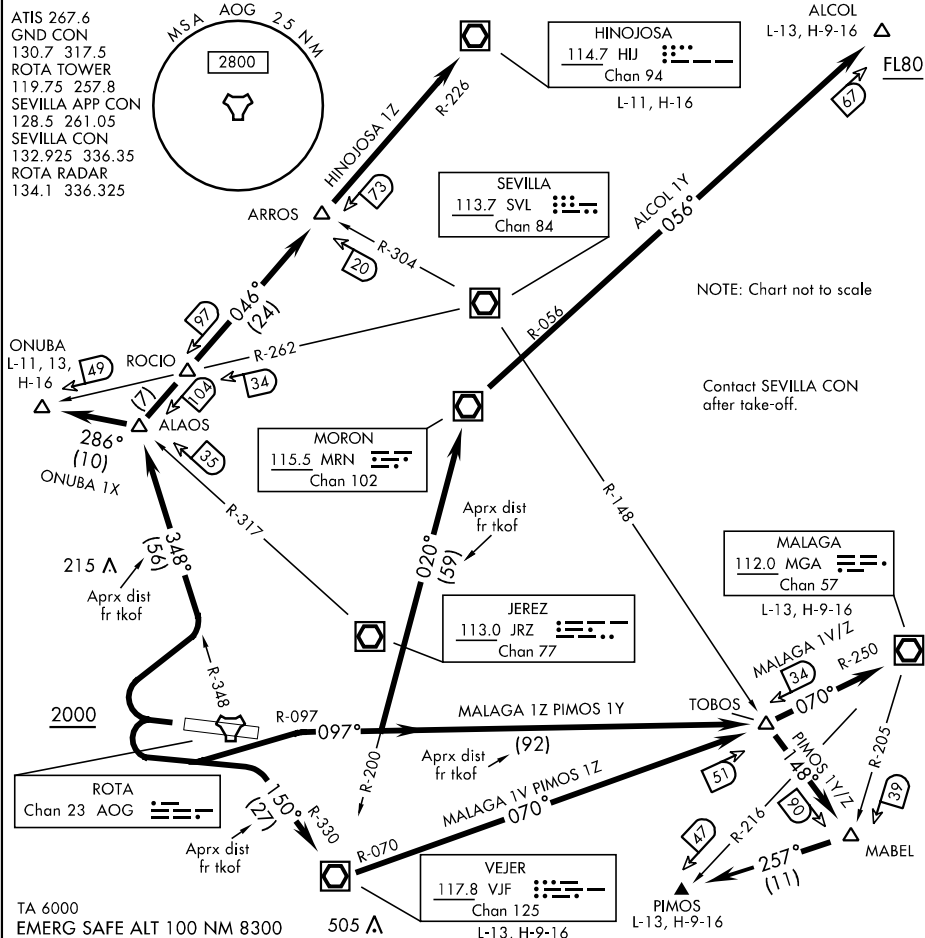 ATIS 267.6
GND CON
130.7 317.5
ROTA TOWER
119.75 257.8
SEVILLA APP CON
128.5 261.05
SEVILLA CON
132.925 336.35
ROTA RADAR
134.1 336.325
MSA AOG 25 NM
2800
HINOJOSA
114.7 HIJ
Chan 94
L-11, H-16
ALCOL
L-13, H-9-16
FL80
67
HINOJOSA 1Z
R-226
73
ARROS
20
R-304
SEVILLA
113.7 SVL
Chan 84
ALCOL 1Y
056°
R-056
NOTE: Chart not to scale
Contact SEVILLA CON
after take-off.
046°
(24)
97
ROCIO
R-262
34
104
(7)
ONUBA
L-11, 13,
H-16
49
ALAOS
286°
(10)
ONUBA 1X
35
R-317
MORON
115.5 MRN
Chan 102
Aprx dist
fr tkof
020°
(59)
R-148
348°
(56)
215
Aprx dist
fr tkof
JEREZ
113.0 JRZ
Chan 77
MALAGA
112.0 MGA
Chan 57
L-13, H-9-16
MALAGA 1V/Z
R-250
34
070°
TOBOS
R-348
2000
R-097
097°
MALAGA 1Z PIMOS 1Y
(92)
Aprx dist
fr tkof
R-200
51
148°
PIMOS 1Y/Z
R-205
39
90
R-216
47
MABEL
257°
(11)
PIMOS
L-13, H-9-16
ROTA
Chan 23 AOG
150°
(27)
R-330
Aprx dist
fr tkof
R-070
MALAGA 1V PIMOS 1Z
070°
VEJER
117.8 VJF
Chan 125
L-13, H-9-16
505
TA 6000
EMERG SAFE ALT 100 NM 8300